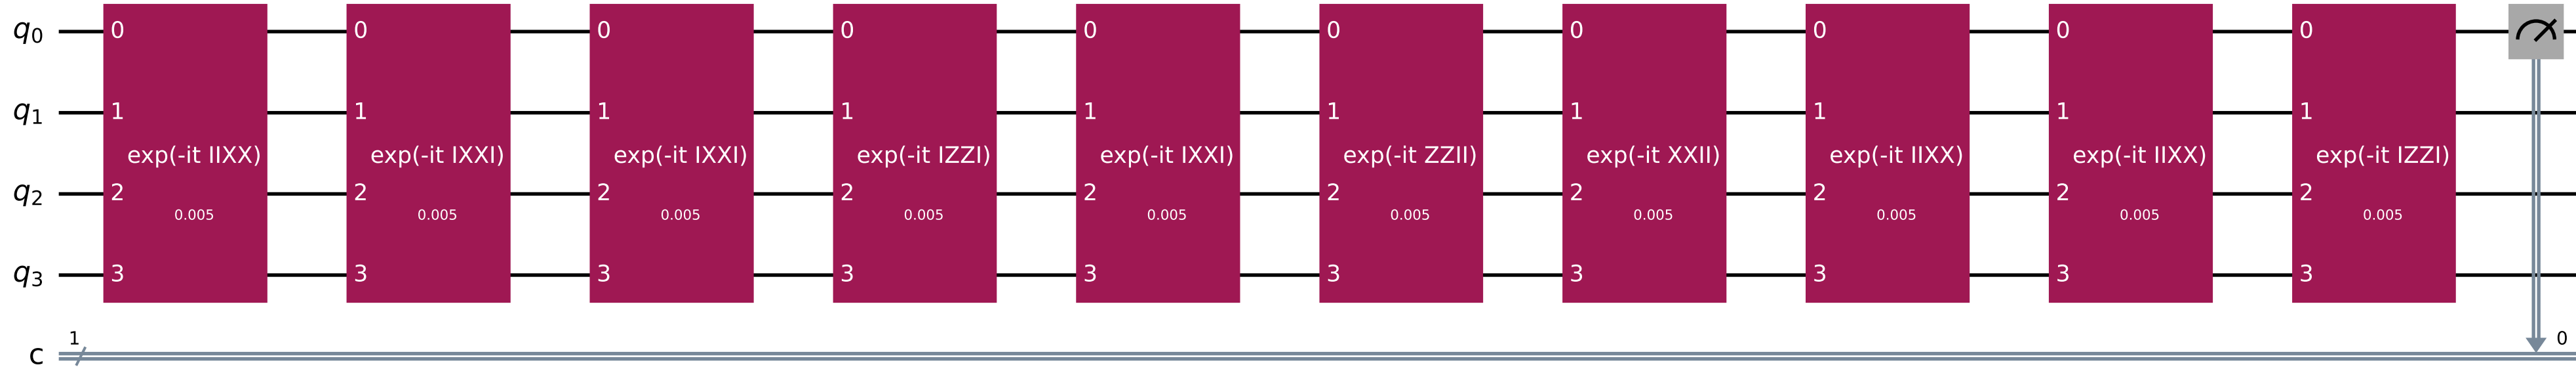 q0 0 0 0 0 0 0 0 0 0 0
q1 1 1 1 1 1 1 1 1 1 1
exp(-it IIXX) exp(-it IXXI) exp(-it IXXI) exp(-it IZZI) exp(-it IXXI) exp(-it ZZII) exp(-it XXII) exp(-it IIXX) exp(-it IIXX) exp(-it IZZI)
q2 2 2 2 2 2 2 2 2 2 2
0.005 0.005 0.005 0.005 0.005 0.005 0.005 0.005 0.005 0.005
q3 3 3 3 3 3 3 3 3 3 3
1 0
c